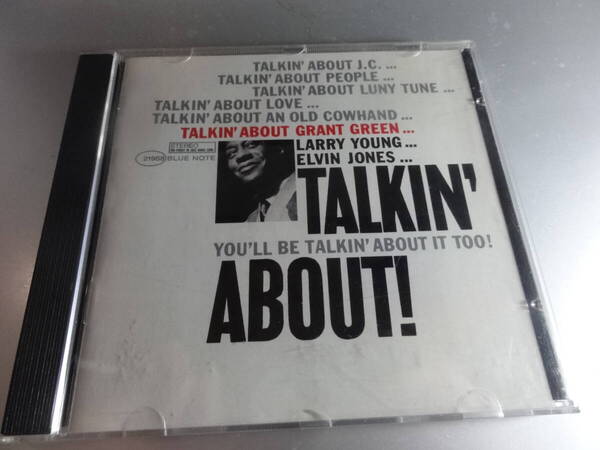 TALKIN' ABOUT J.C. ...
TALKIN' ABOUT PEOPLE ...
TALKIN' ABOUT LUNY TUNE ...
TALKIN' ABOUT LOVE ...
TALKIN' ABOUT AN OLD COWHAND ...
TALKIN' ABOUT GRANT GREEN ...
STEREO
LARRY YOUNG ...
21958 BLUE NOTE
ELVIN JONES ...
TALKIN'
YOU'LL BE TALKIN' ABOUT IT TOO!
ABOUT!